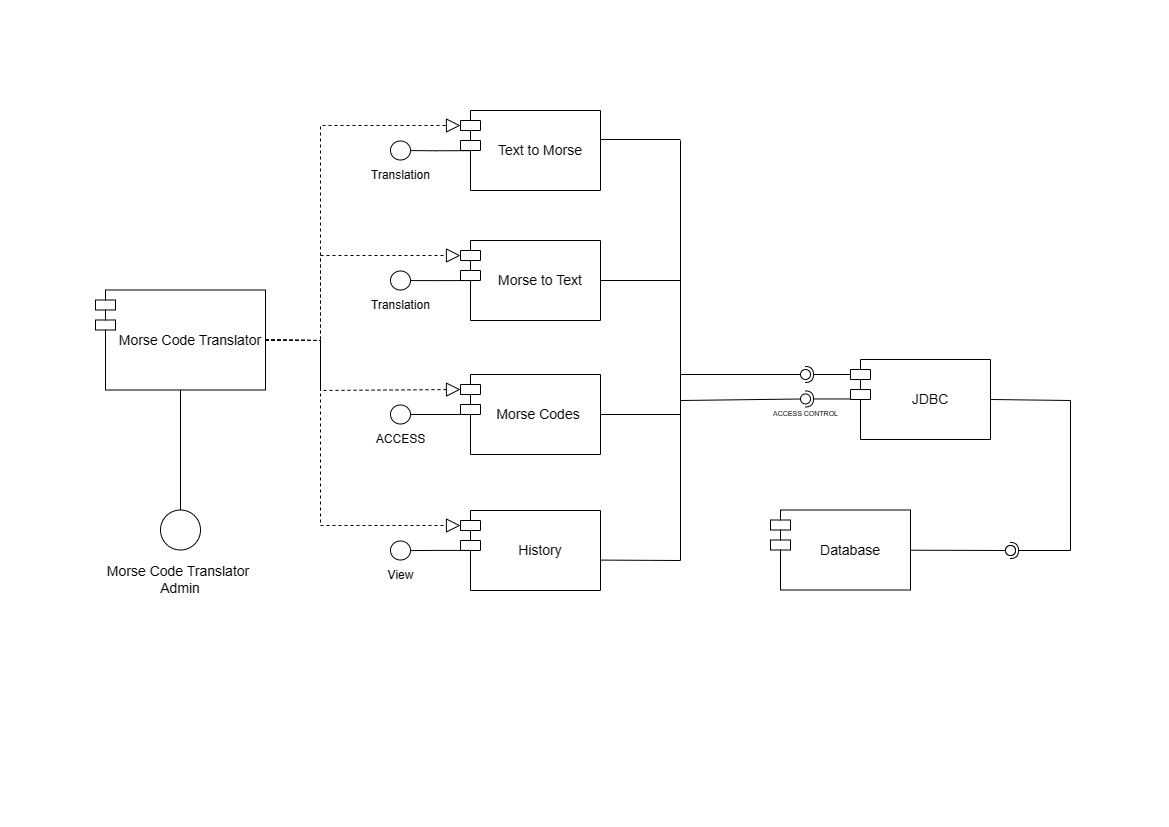 Text to Morse
Translation
Morse to Text
Translation
Morse Code Translator
Morse Codes
ACCESS
JDBC
ACCESS CONTROL
History
View
Database
Morse Code Translator
Admin